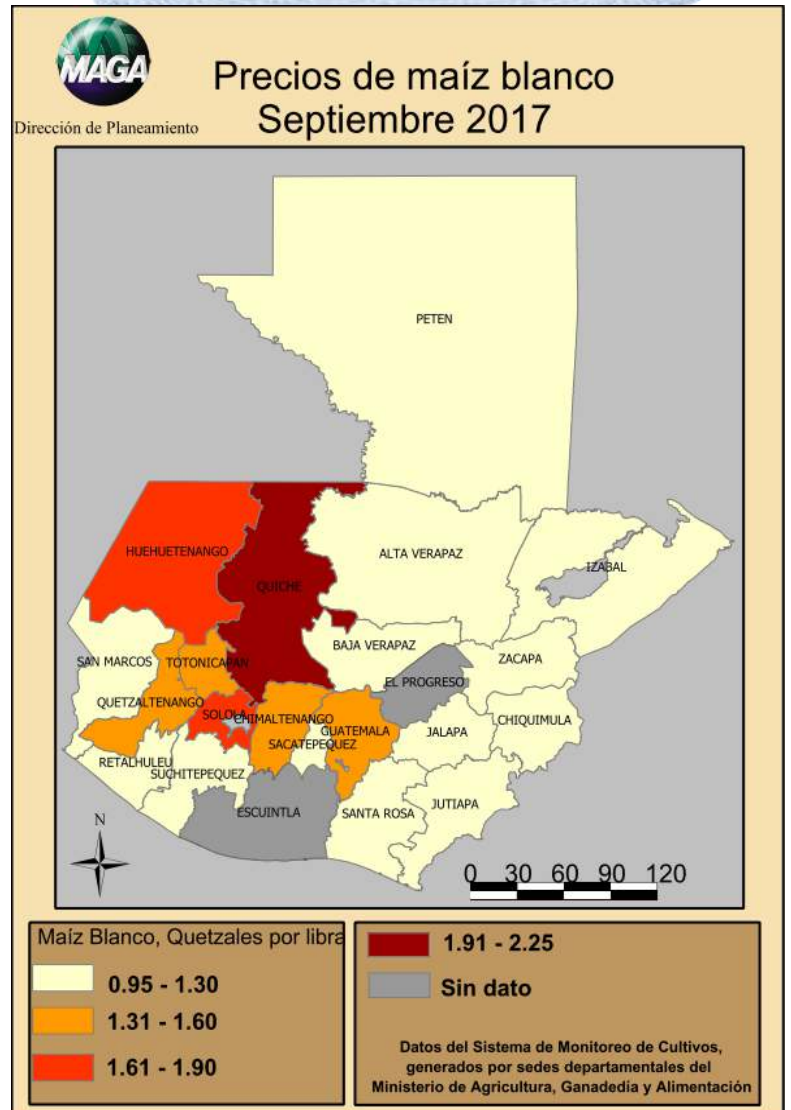 MAGA
Dirección de Planeamiento
Precios de maíz blanco
Septiembre 2017
PETEN
HUEHUETENANGO
QUICHE
ALTA VERAPAZ
IZABAL
SAN MARCOS
TOTONICAPAN
BAJA VERAPAZ
ZACAPA
EL PROGRESO
QUETZALTENANGO
SOLOLA
CHIMALTENANGO
GUATEMALA
CHIQUIMULA
SACATEPEQUEZ
JALAPA
RETALHULEU
SUCHITEPEQUEZ
ESCUINTLA
SANTA ROSA
JUTIAPA
N
0 30 60 90 120
Maíz Blanco, Quetzales por libra
0.95 - 1.30
1.31 - 1.60
1.61 - 1.90
1.91 - 2.25
Sin dato
Datos del Sistema de Monitoreo de Cultivos,
generados por sedes departamentales del
Ministerio de Agricultura, Ganadedía y Alimentación